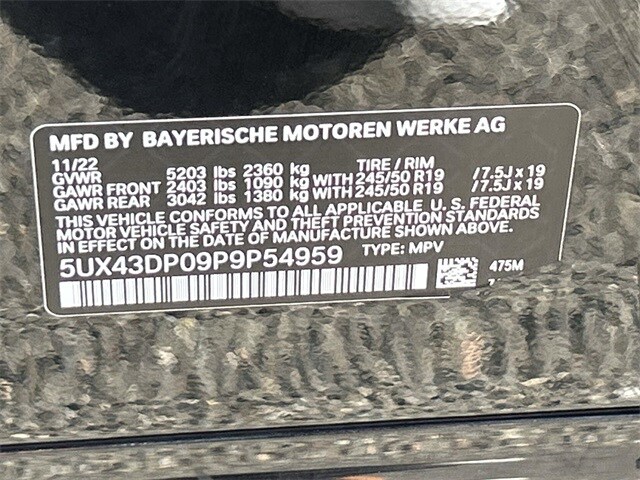 MFD BY BAYERISCHE MOTOREN WERKE AG
11/22 TIRE / RIM
GVWR 5203 lbs 2360 kg
GAWR FRONT 2403 lbs 1090 kg WITH 245/50 R19 /7.5J x 19
GAWR REAR 3042 lbs 1380 kg WITH 245/50 R19 /7.5J x 19
THIS VEHICLE CONFORMS TO ALL APPLICABLE U. S. FEDERAL
MOTOR VEHICLE SAFETY AND THEFT PREVENTION STANDARDS
IN EFFECT ON DATE OF MANUFACTURE SHOWN ABOVE.
5UX43DP09P9P54959 TYPE: MPV
475M